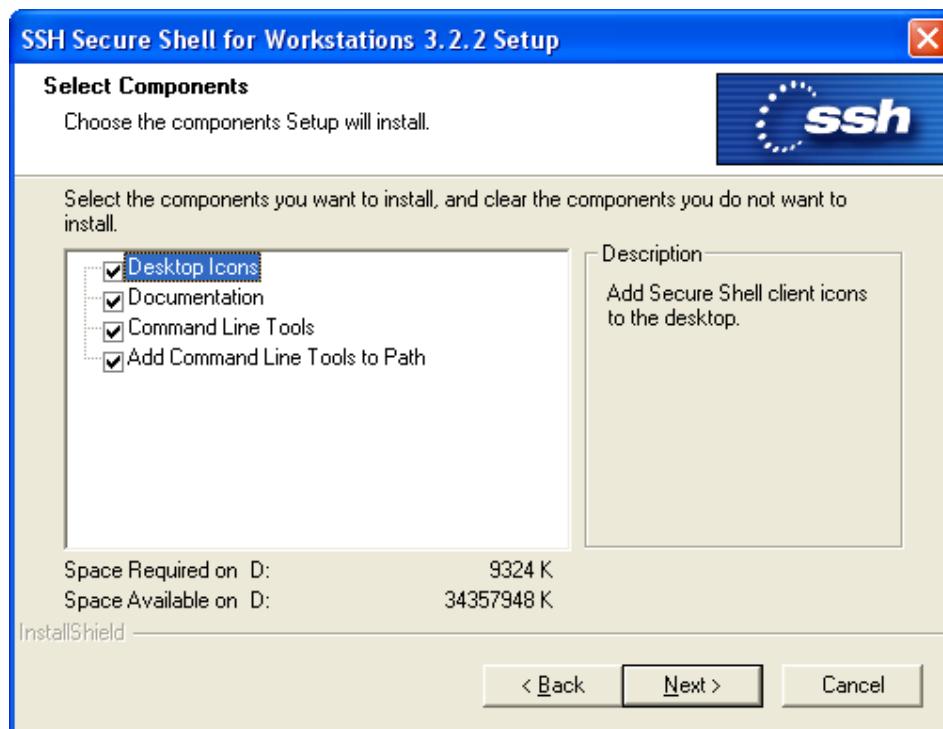 SSH Secure Shell for Workstations 3.2.2 Setup
Select Components
Choose the components Setup will install.
ssh
Select the components you want to install, and clear the components you do not want to
install.
Desktop Icons
Documentation
Command Line Tools
Add Command Line Tools to Path
Description
Add Secure Shell client icons
to the desktop.
Space Required on D: 9324 K
Space Available on D: 34357948 K
InstallShield
< Back Next > Cancel